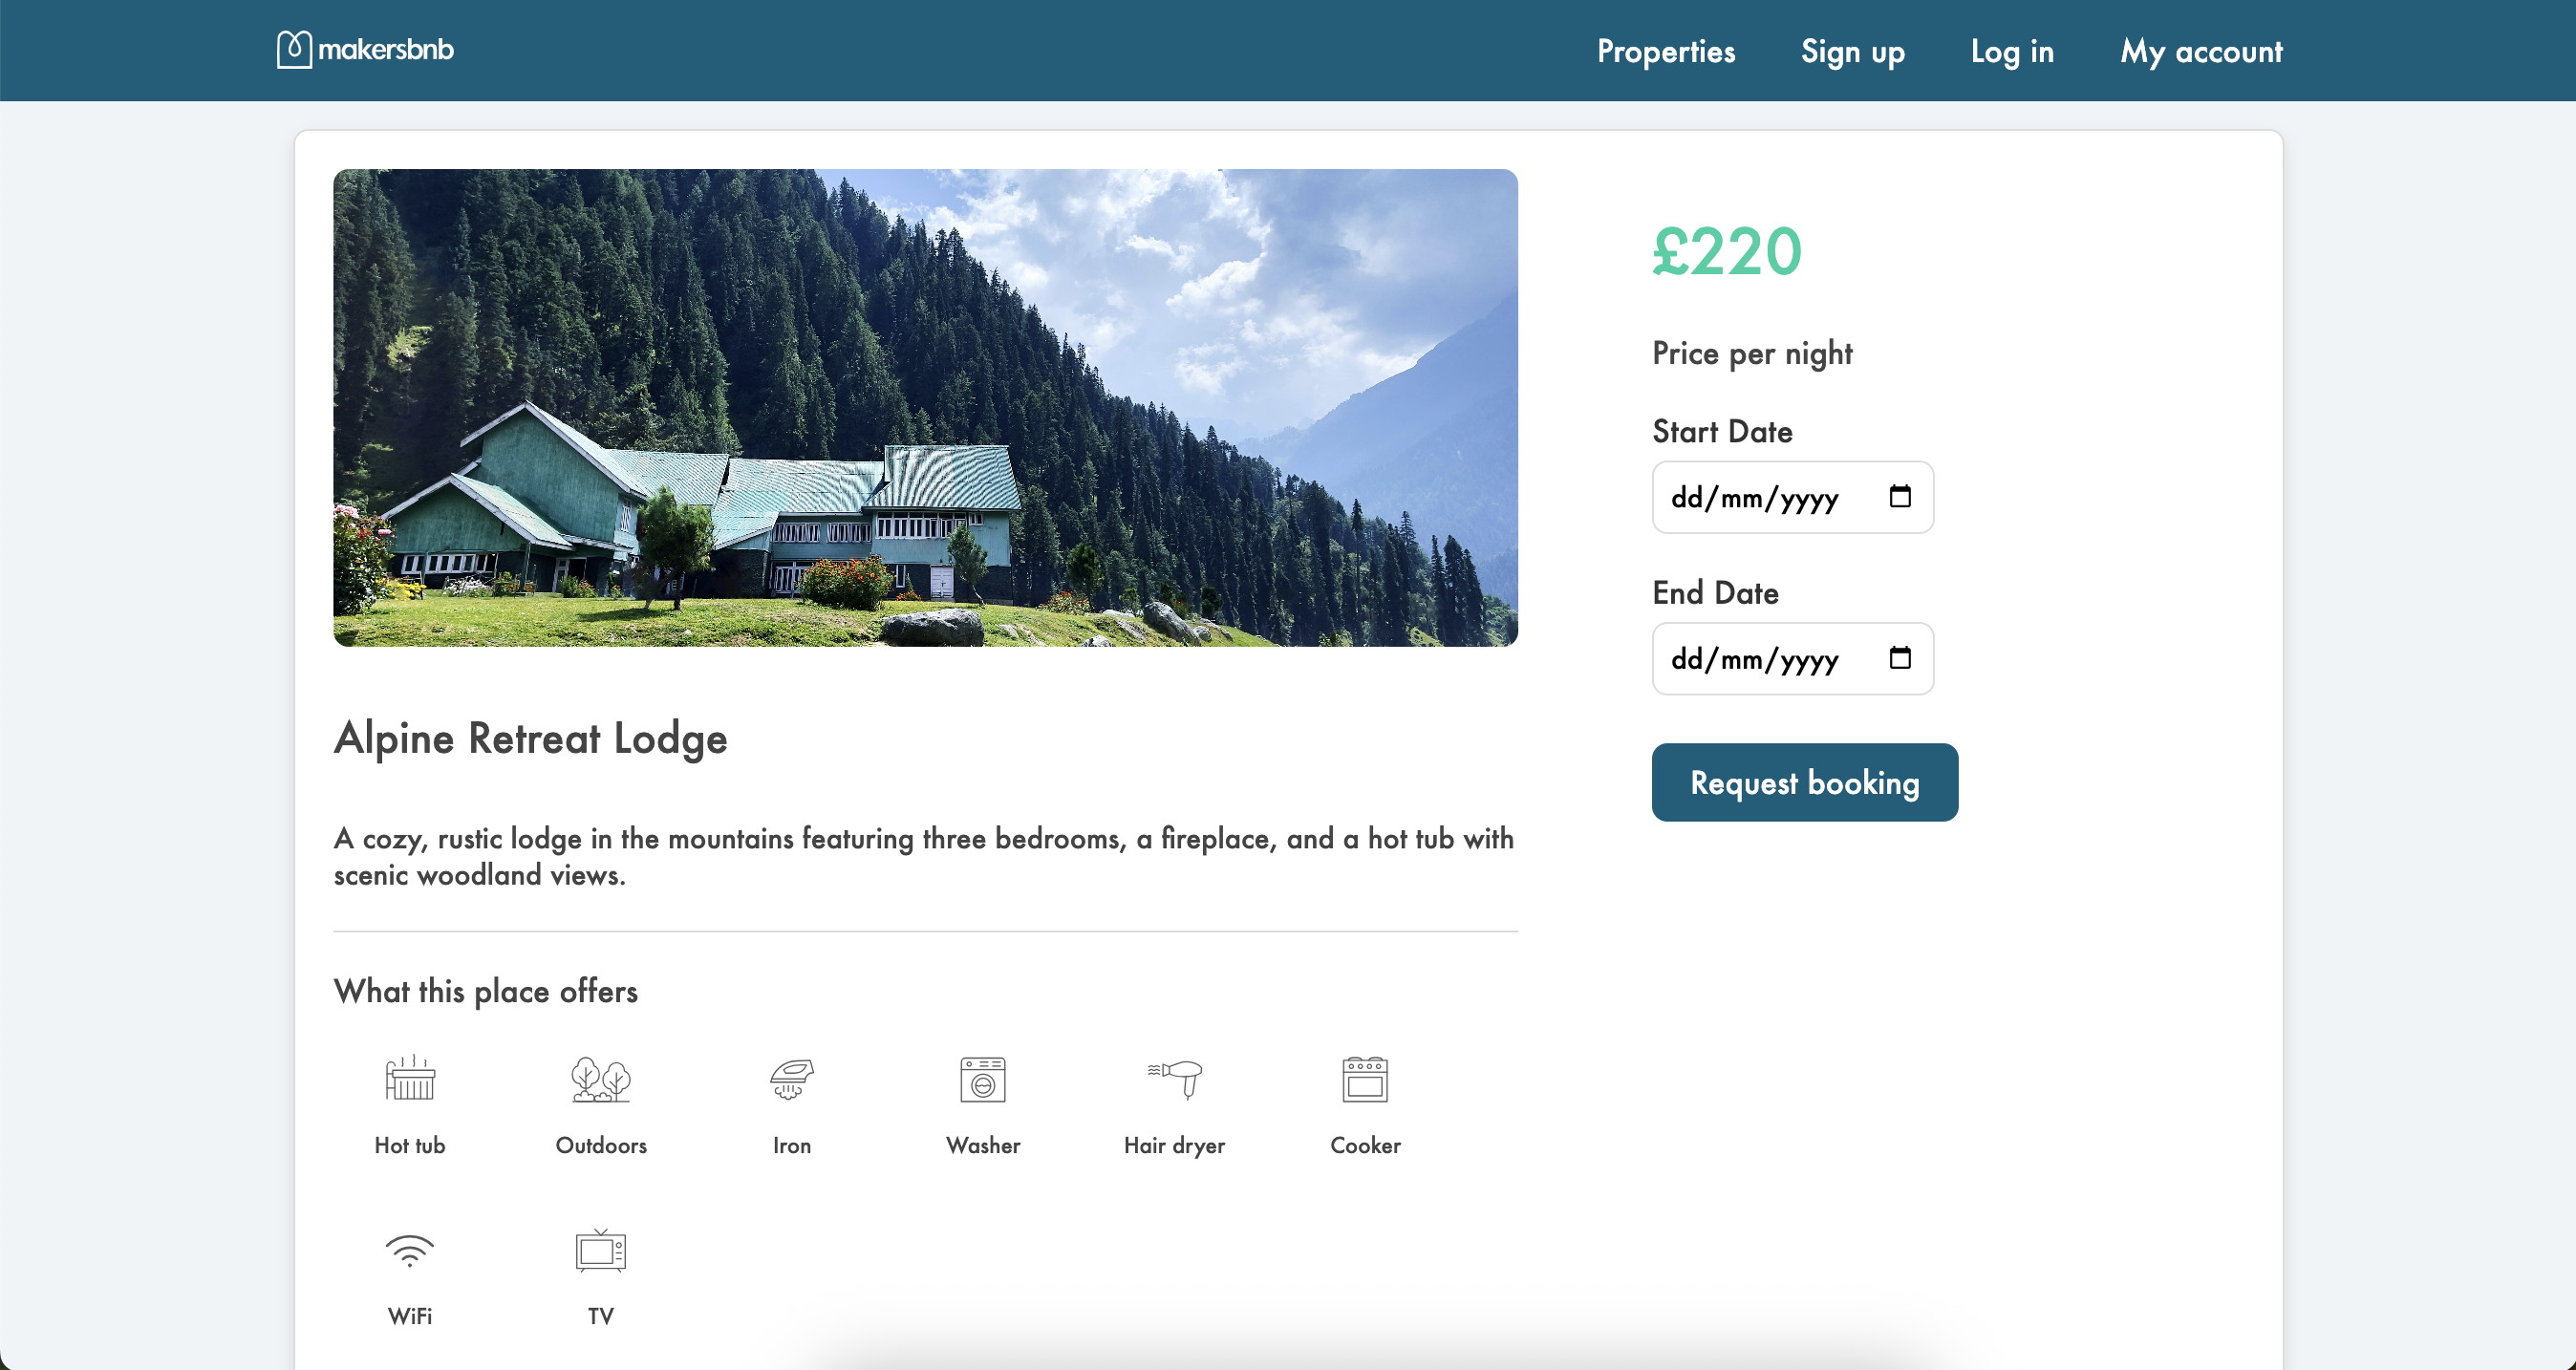 makersbnb
Properties Sign up Log in My account
£220
Price per night
Start Date
dd/mm/yyyy
End Date
dd/mm/yyyy
Request booking
Alpine Retreat Lodge
A cozy, rustic lodge in the mountains featuring three bedrooms, a fireplace, and a hot tub with
scenic woodland views.
What this place offers
Hot tub Outdoors Iron Washer Hair dryer Cooker
WiFi TV